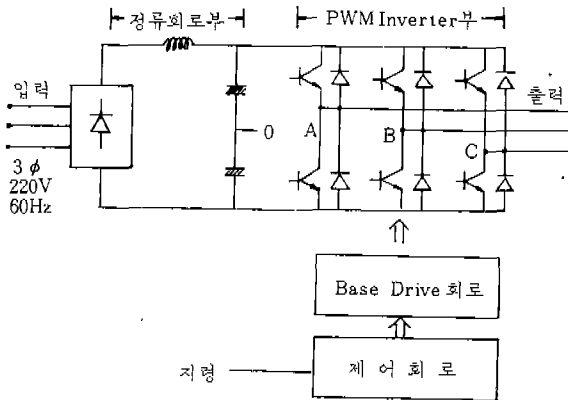 정류회로부
PWM Inverter부
입력
3 φ
220V
60Hz
0
A
B
C
출력
Base Drive 회로
제 어 회 로
지령